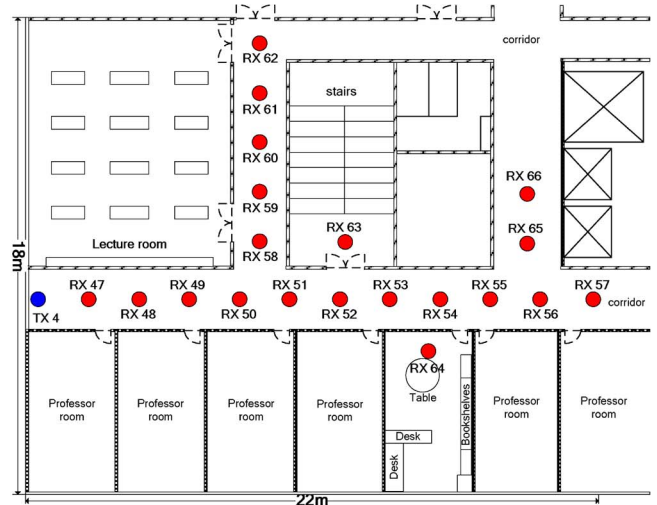 corridor
RX 62
stairs
RX 61
RX 60
RX 66
RX 59
RX 63
Lecture room
RX 58
RX 65
18m
RX 47
RX 49
RX 51
RX 53
RX 55
RX 57
TX 4
RX 48
RX 50
RX 52
RX 54
RX 56
corridor
RX 64
Table
Professor
room
Professor
room
Professor
room
Professor
room
Bookshelves
Professor
room
Professor
room
Desk
Desk
22m